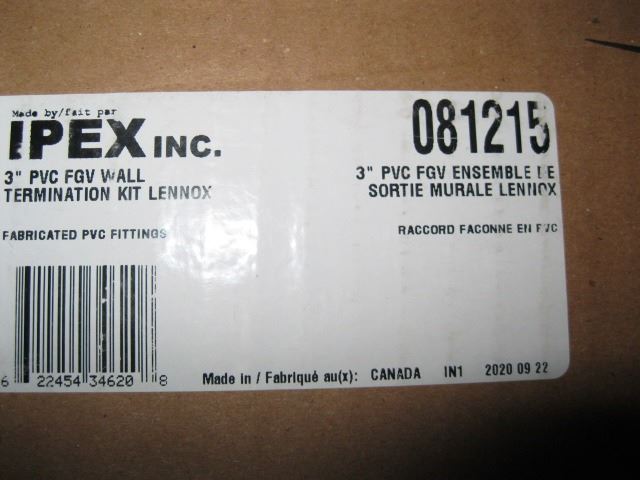 Made by/fait par
IPEX INC.
081215
3" PVC FGV WALL
TERMINATION KIT LENNOX
3" PVC FGV ENSEMBLE DE
SORTIE MURALE LENNOX
FABRICATED PVC FITTINGS
RACCORD FACONNE EN PVC
6 22454 34620 8
Made in / Fabriqué au(x): CANADA IN1 2020 09 22